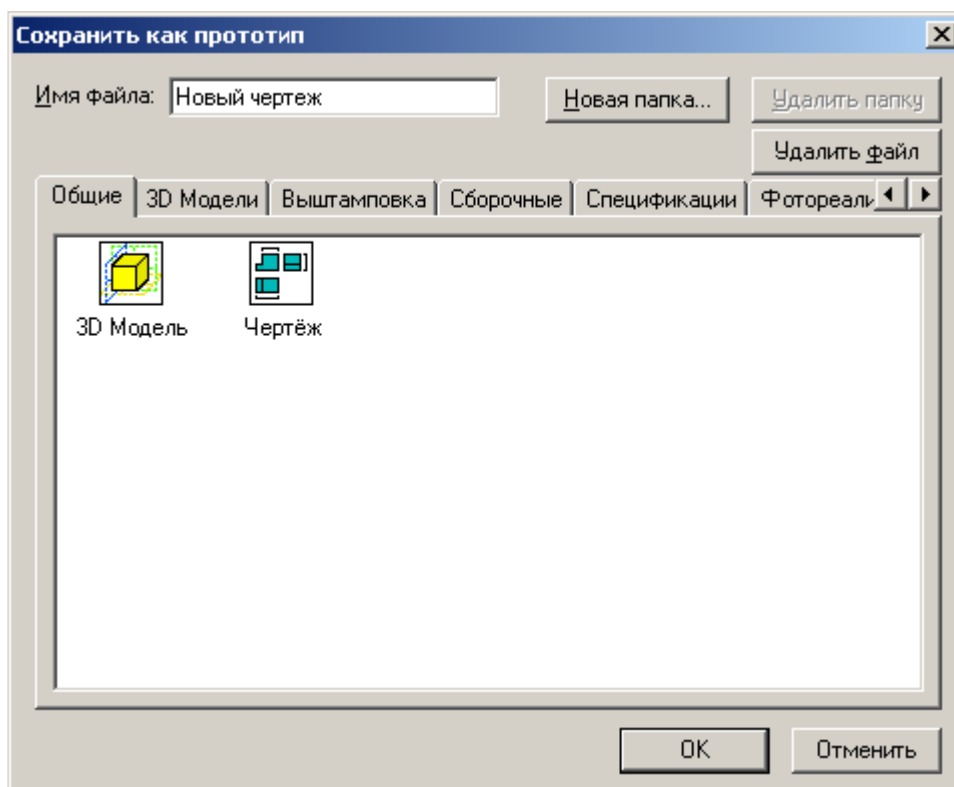 Сохранить как прототип
Имя файла: Новый чертеж Новая папка... Удалить папку
Удалить файл
Общие 3D Модели Выштамповка Сборочные Спецификации Фотореали
3D Модель Чертёж
OK Отменить